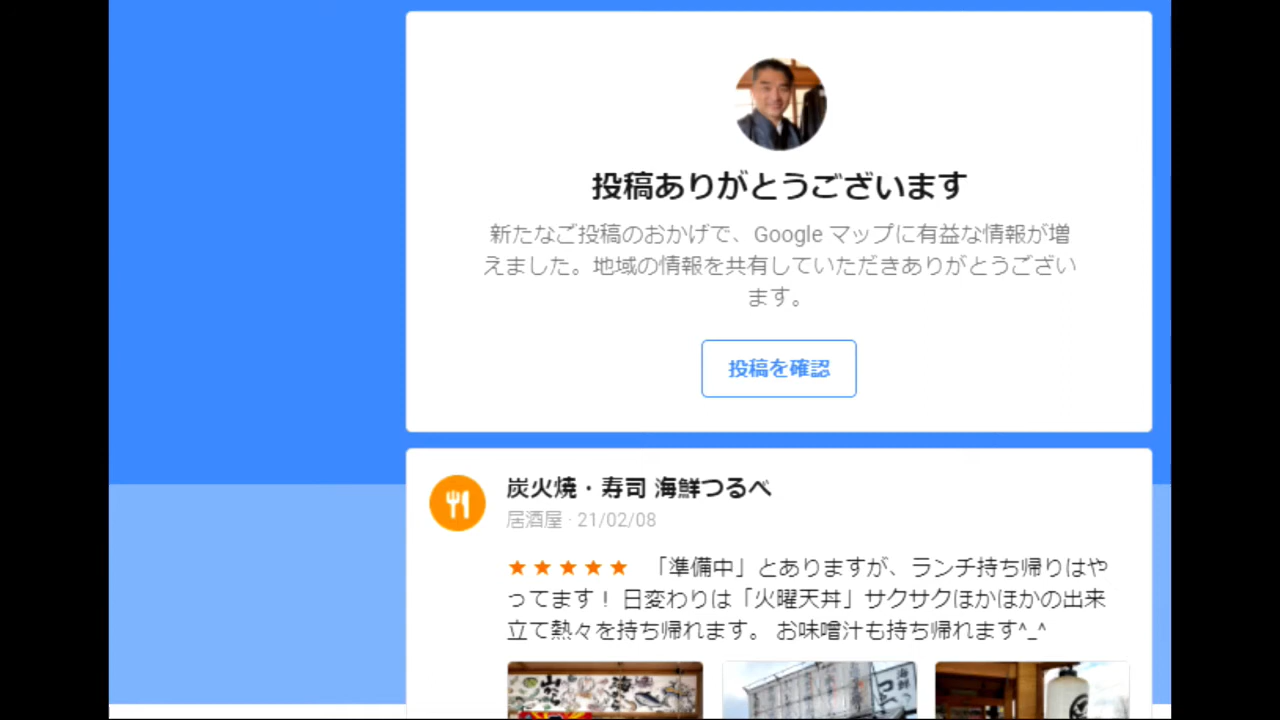 投稿ありがとうございます
新たなご投稿のおかげで、Google マップに有益な情報が増
えました。地域の情報を共有していただきありがとうござい
ます。
投稿を確認
炭火焼・寿司 海鮮つるべ
居酒屋 · 21/02/08
★★★★★ 「準備中」とありますが、ランチ持ち帰りはや
ってます！ 日変わりは「火曜天丼」サクサクほかほかの出来
立て熱々を持ち帰れます。 お味噌汁も持ち帰れます^_^